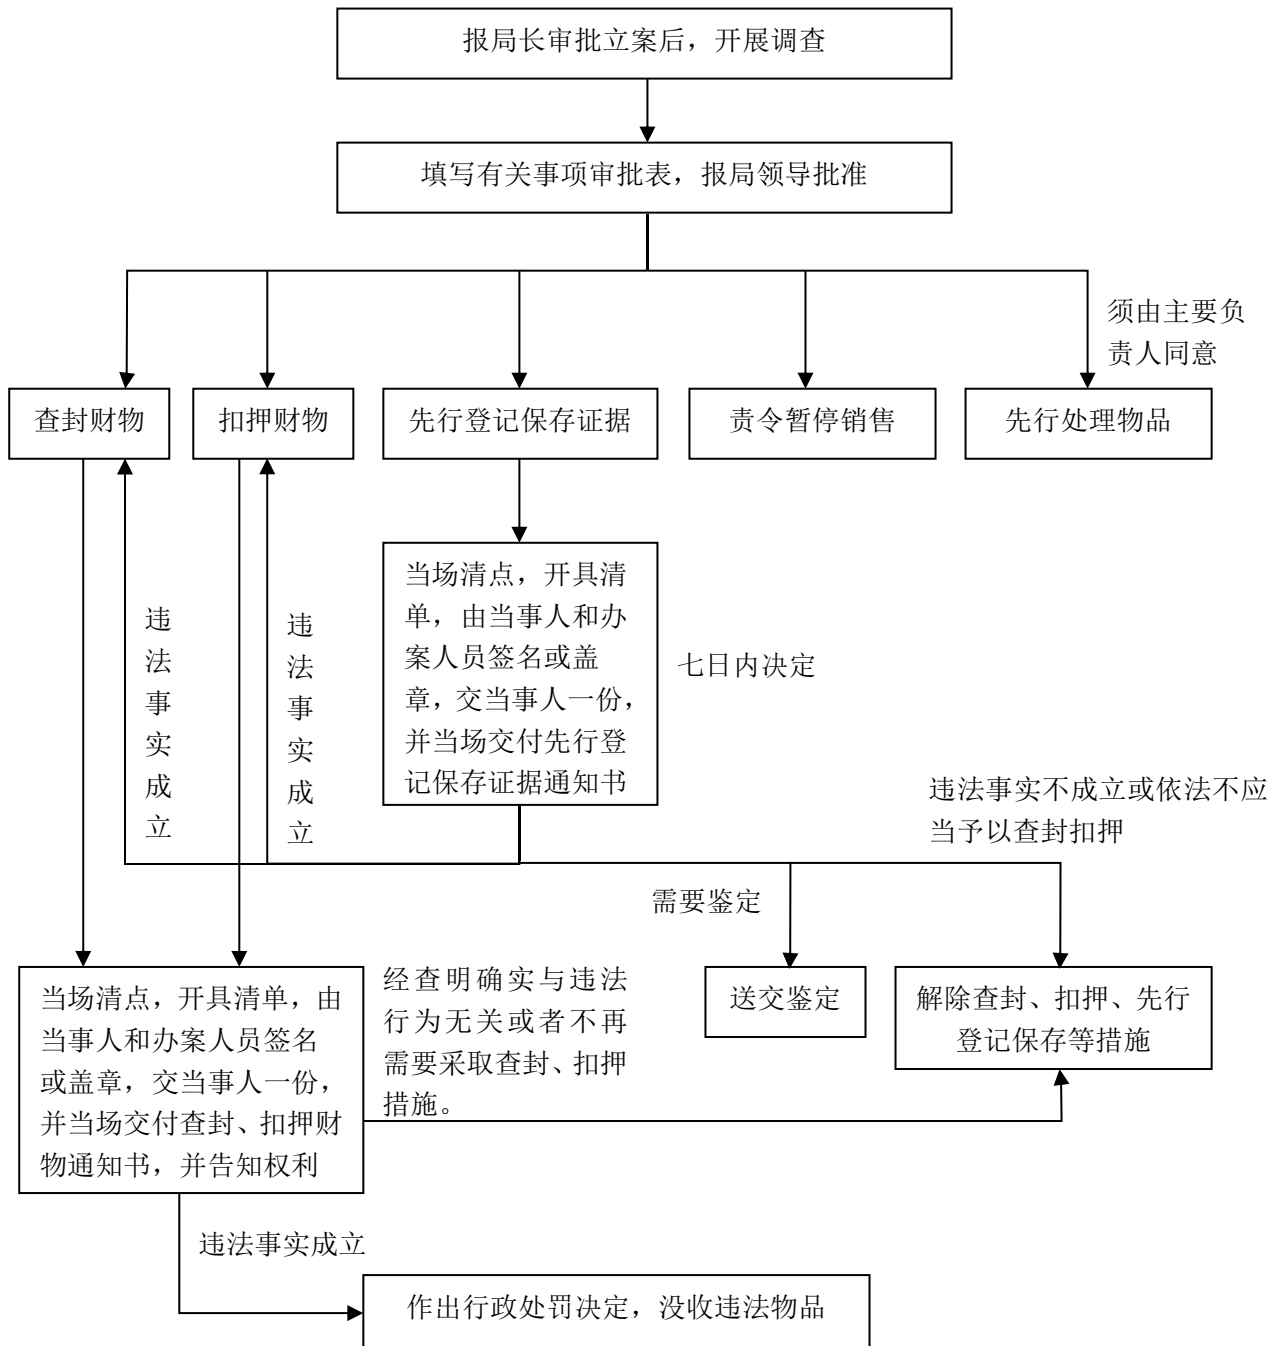 报局长审批立案后，开展调查
填写有关事项审批表，报局领导批准
须由主要负
责人同意
查封财物
扣押财物
先行登记保存证据
责令暂停销售
先行处理物品
违法事实成立
违法事实成立
当场清点，开具清
单，由当事人和办
案人员签名或盖
章，交当事人一份，
并当场交付先行登
记保存证据通知书
七日内决定
违法事实不成立或依法不应
当予以查封扣押
需要鉴定
当场清点，开具清单，由
当事人和办案人员签名
或盖章，交当事人一份，
并当场交付查封、扣押财
物通知书，并告知权利
经查明确实与违法
行为无关或者不再
需要采取查封、扣押
措施。
送交鉴定
解除查封、扣押、先行
登记保存等措施
违法事实成立
作出行政处罚决定，没收违法物品